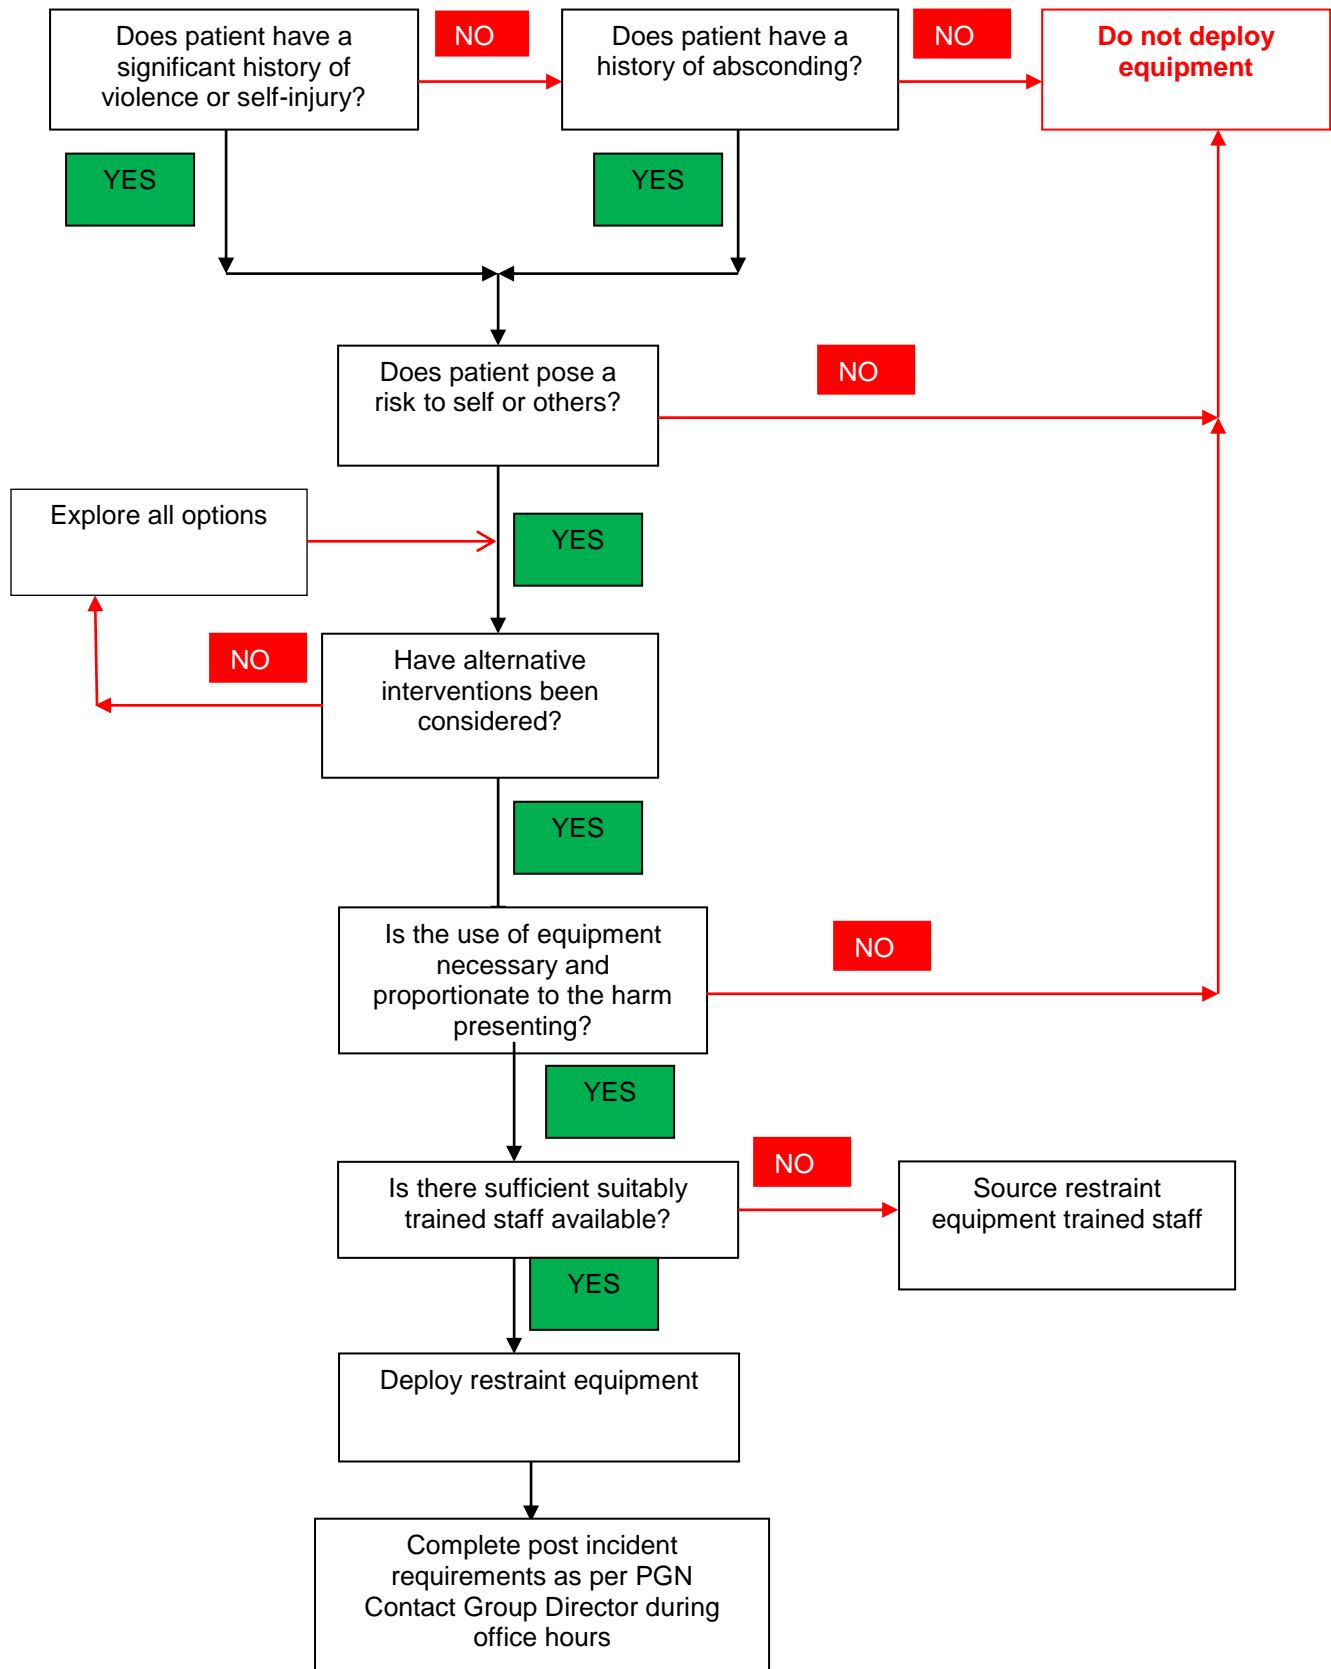 Does patient have a
significant history of
violence or self-injury?
NO
Does patient have a
history of absconding?
NO
Do not deploy
equipment
YES
YES
Does patient pose a
risk to self or others?
NO
Explore all options
YES
NO
Have alternative
interventions been
considered?
YES
Is the use of equipment
necessary and
proportionate to the harm
presenting?
NO
YES
Is there sufficient suitably
trained staff available?
NO
Source restraint
equipment trained staff
YES
Deploy restraint equipment
Complete post incident
requirements as per PGN
Contact Group Director during
office hours